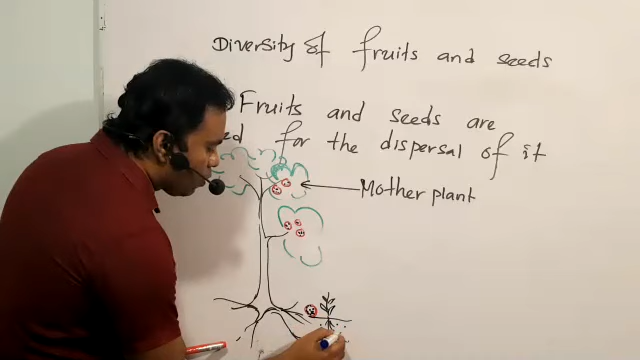 Diversity of fruits and seeds
Fruits and seeds are
for the dispersal of it
Mother plant